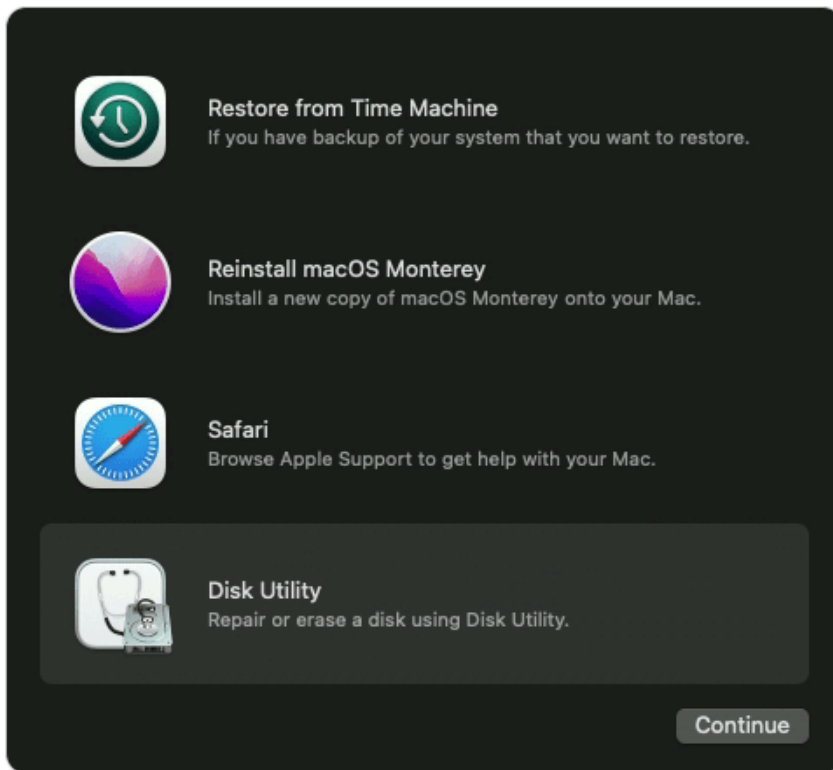 Restore from Time Machine
If you have backup of your system that you want to restore.
Reinstall macOS Monterey
Install a new copy of macOS Monterey onto your Mac.
Safari
Browse Apple Support to get help with your Mac.
Disk Utility
Repair or erase a disk using Disk Utility.
Continue